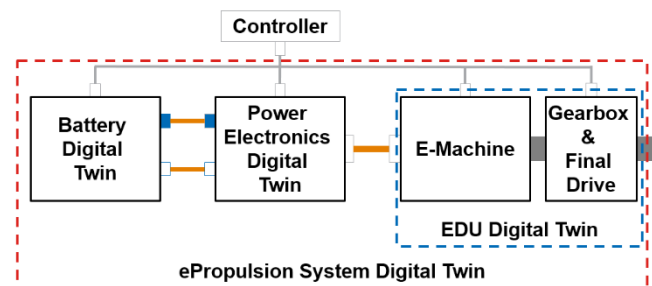 Controller
Battery
Digital
Twin
Power
Electronics
Digital
Twin
E-Machine
Gearbox
&
Final
Drive
EDU Digital Twin
ePropulsion System Digital Twin